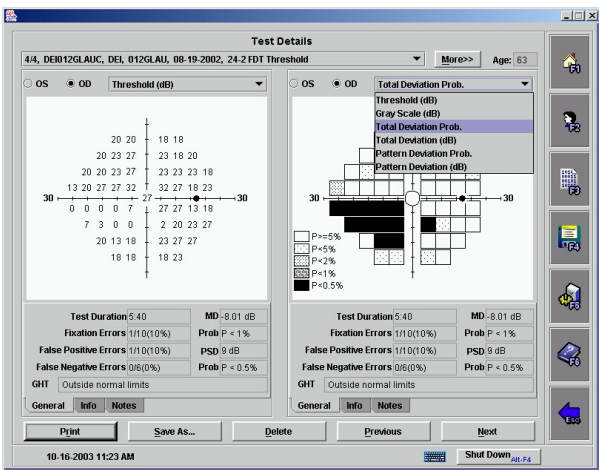 Test Details
4/4, DEI012GLAUC, DEI, 012GLAU, 08-19-2002, 24-2 FDT Threshold
More>> Age: 63
OS OD Threshold (dB)
20 20 18 18
20 23 27 23 18 20
20 20 23 27 23 23 23 18
13 20 27 27 32 32 27 18 23
30 27 30
0 0 0 0 7 27 27 13 18
7 3 0 0 2 20 23 27
20 13 18 23 27 27
18 18 18 23
Test Duration 5:40 MD -8.01 dB
Fixation Errors 1/10(10%) Prob P < 1%
False Positive Errors 1/10(10%) PSD 9 dB
False Negative Errors 0/6(0%) Prob P < 0.5%
GHT Outside normal limits
General Info Notes
OS OD Total Deviation Prob.
Threshold (dB)
Gray Scale (dB)
Total Deviation Prob.
Total Deviation (dB)
Pattern Deviation Prob.
Pattern Deviation (dB)
30 30
P>=5%
P<5%
P<2%
P<1%
P<0.5%
Test Duration 5:40 MD -8.01 dB
Fixation Errors 1/10(10%) Prob P < 1%
False Positive Errors 1/10(10%) PSD 9 dB
False Negative Errors 0/6(0%) Prob P < 0.5%
GHT Outside normal limits
General Info Notes
F1
F2
F3
F4
F5
F6
Esc
Print Save As... Delete Previous Next
10-16-2003 11:23 AM Shut Down Alt-F4